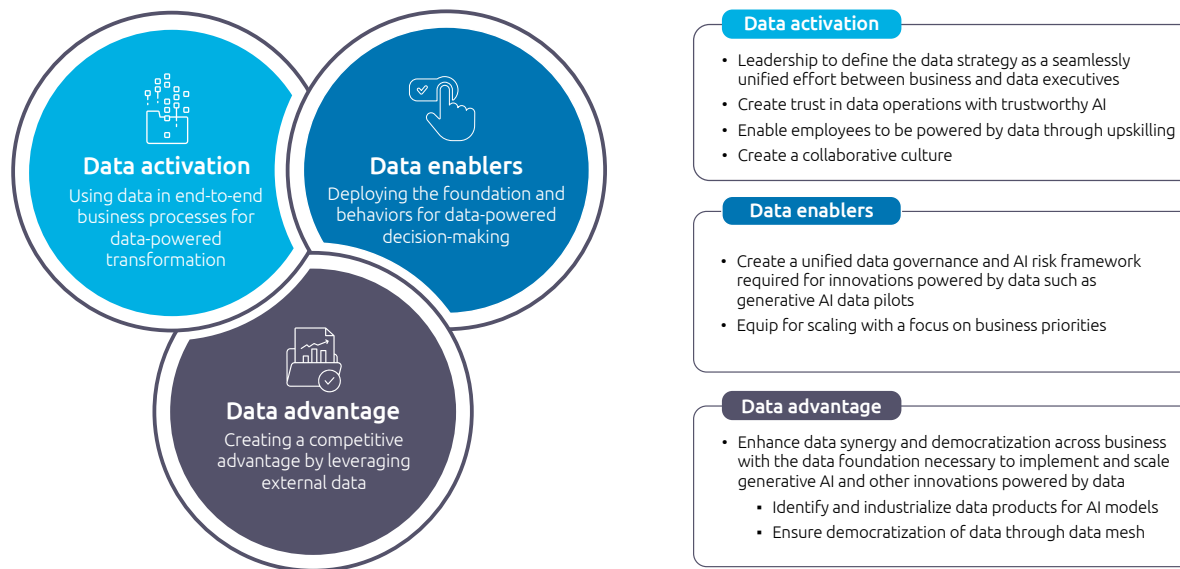 Data activation
Using data in end-to-end
business processes for
data-powered
transformation
Data enablers
Deploying the foundation and
behaviors for data-powered
decision-making
Data advantage
Creating a competitive
advantage by leveraging
external data
Data activation
• Leadership to define the data strategy as a seamlessly
unified effort between business and data executives
• Create trust in data operations with trustworthy AI
• Enable employees to be powered by data through upskilling
• Create a collaborative culture
Data enablers
• Create a unified data governance and AI risk framework
required for innovations powered by data such as
generative AI data pilots
• Equip for scaling with a focus on business priorities
Data advantage
• Enhance data synergy and democratization across business
with the data foundation necessary to implement and scale
generative AI and other innovations powered by data
▪ Identify and industrialize data products for AI models
▪ Ensure democratization of data through data mesh